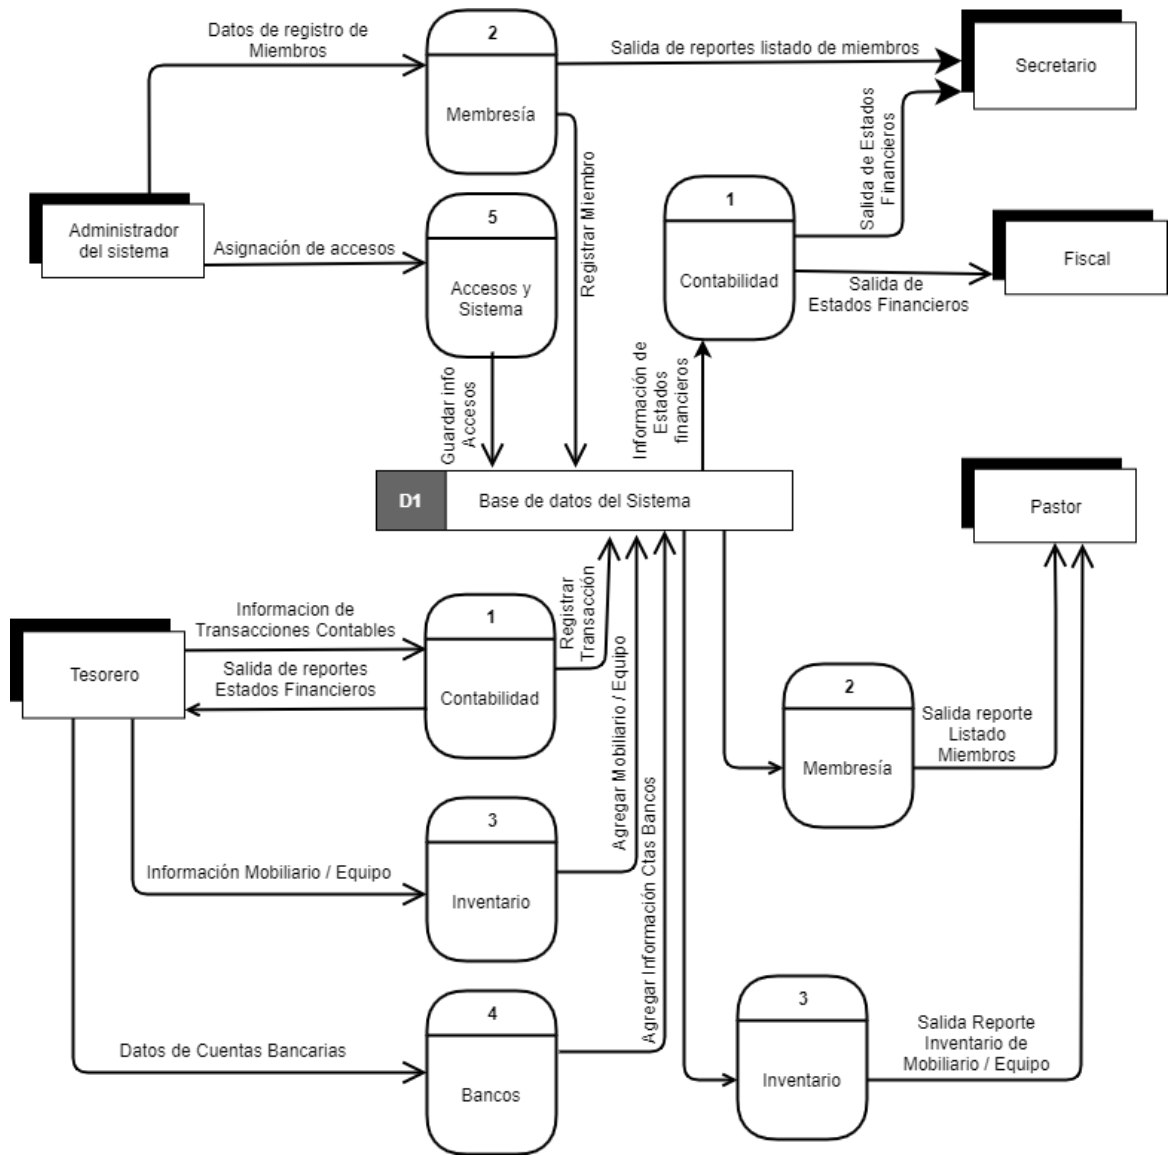 Datos de registro de
Miembros
2
Membresía
Salida de reportes listado de miembros
Secretario
Salida de Estados
Financieros
Registrar Miembro
1
Contabilidad
Administrador
del sistema
Asignación de accesos
5
Accesos y
Sistema
Fiscal
Salida de
Estados Financieros
Guardar info
Accesos
Información de
Estados
financieros
D1
Base de datos del Sistema
Pastor
Informacion de
Transacciones Contables
1
Contabilidad
Registrar
Transacción
Tesorero
Salida de reportes
Estados Financieros
Agregar Mobiliario / Equipo
Agregar Información Ctas Bancos
2
Membresía
Salida reporte
Listado
Miembros
3
Inventario
Información Mobiliario / Equipo
4
Bancos
Datos de Cuentas Bancarias
3
Inventario
Salida Reporte
Inventario de
Mobiliario / Equipo